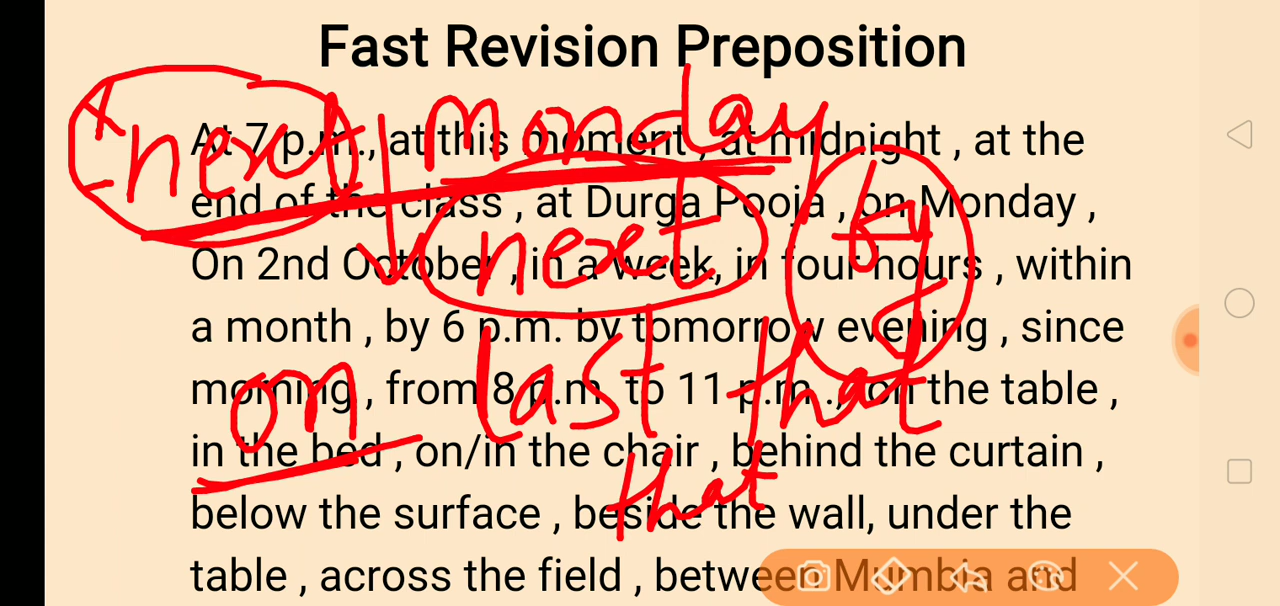 Fast Revision Preposition
next Monday
At 7 p.m., at this moment , at midnight , at the
end of the class , at Durga Pooja , on Monday ,
next
On 2nd October , in a week, in four hours , within
a month , by 6 p.m. by tomorrow evening , since
on last that
morning , from 8 p.m. to 11 p.m. , on the table ,
in the bed , on/in the chair , behind the curtain ,
that
below the surface , beside the wall, under the
table , across the field , between Mumbia and